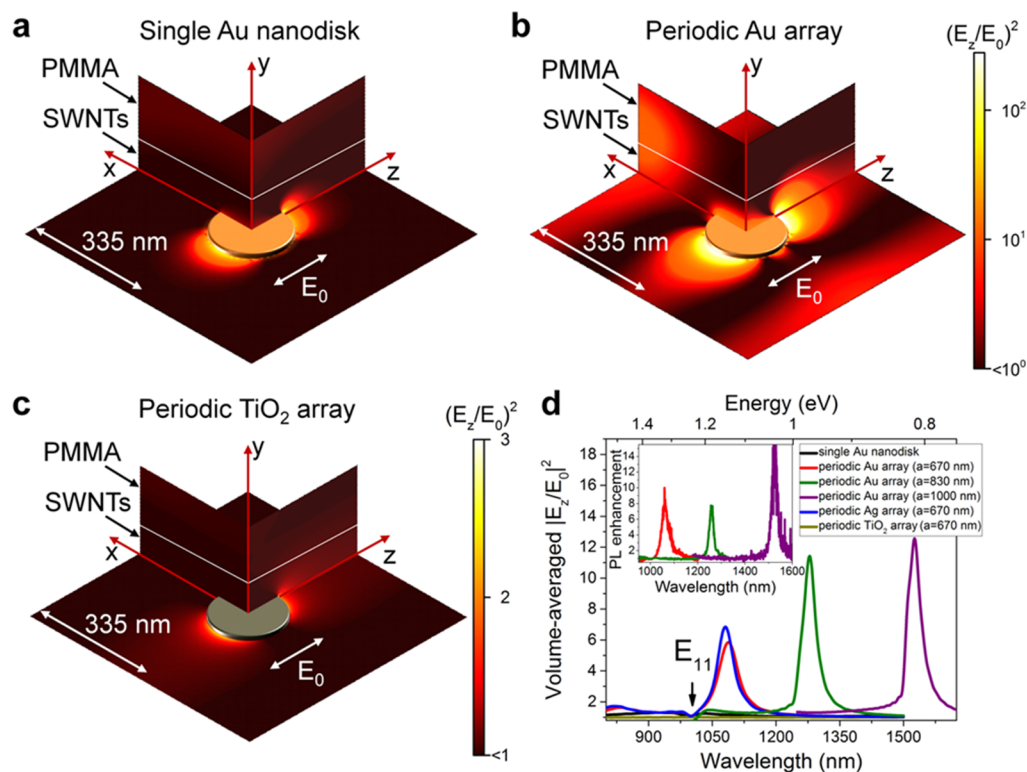 a
Single Au nanodisk
PMMA
SWNTs
y
x
z
335 nm
E₀
b
Periodic Au array
(E_z/E₀)²
PMMA
SWNTs
y
x
z
335 nm
E₀
10²
10¹
<10⁰
c
Periodic TiO₂ array
(E_z/E₀)²
PMMA
SWNTs
y
x
z
335 nm
E₀
3
2
<1
d
Energy (eV)
1.4 1.2 1 0.8
Volume-averaged |E_z/E₀|²
18
16
14
12
10
8
6
4
2
single Au nanodisk
periodic Au array (a=670 nm)
periodic Au array (a=830 nm)
periodic Au array (a=1000 nm)
periodic Ag array (a=670 nm)
periodic TiO₂ array (a=670 nm)
PL enhancement
14
12
10
8
6
4
2
1000 1200 1400 1600
Wavelength (nm)
E₁₁
900 1050 1200 1350 1500
Wavelength (nm)